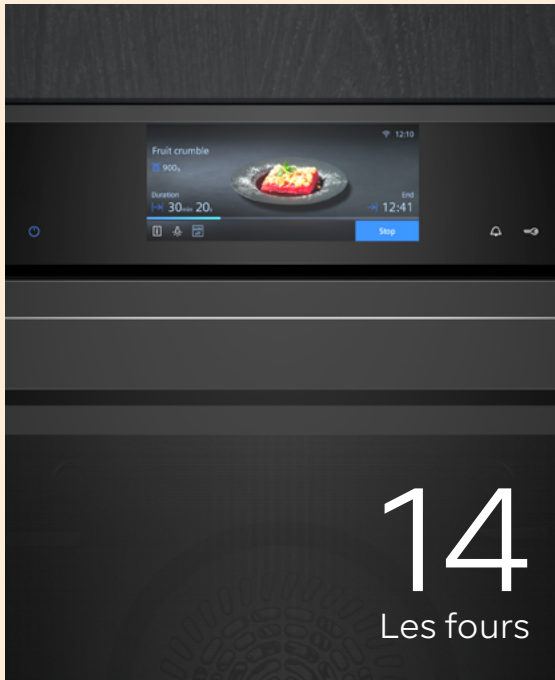 12:10
Fruit crumble
900g
Duration
End
30min 20s
12:41
Stop
14
Les fours